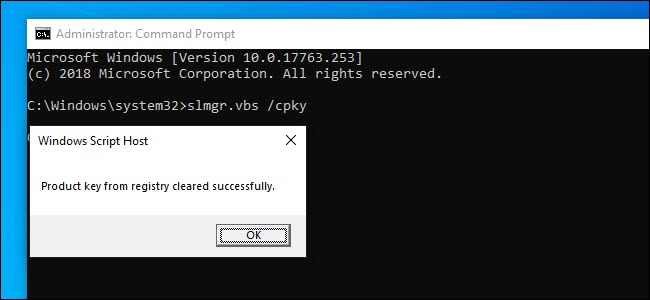 Administrator: Command Prompt
Microsoft Windows [Version 10.0.17763.253]
(c) 2018 Microsoft Corporation. All rights reserved.
C:\Windows\system32>slmgr.vbs /cpky
Windows Script Host
Product key from registry cleared successfully.
OK